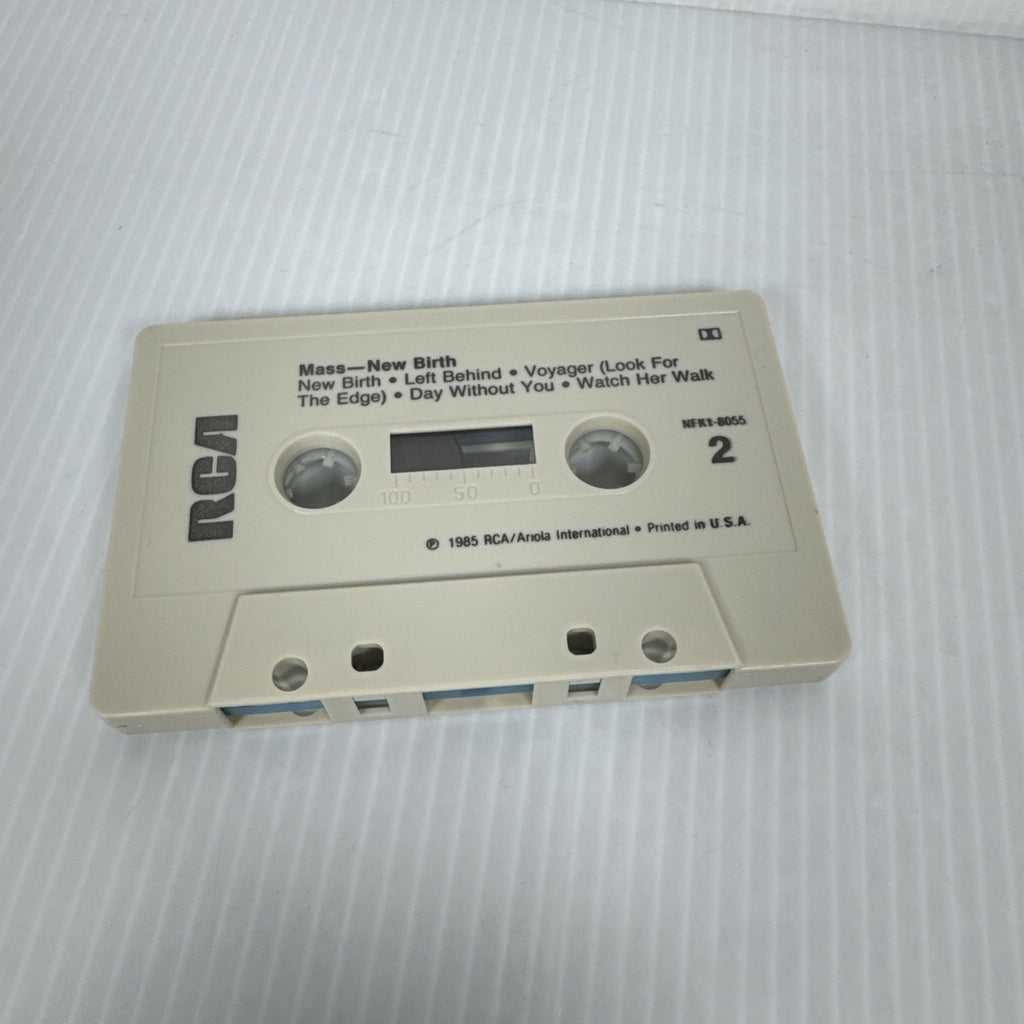 Mass—New Birth
New Birth • Left Behind • Voyager (Look For
The Edge) • Day Without You • Watch Her Walk
RCA
NFK1-8055
2
100 50 0
℗ 1985 RCA/Ariola International • Printed in U.S.A.